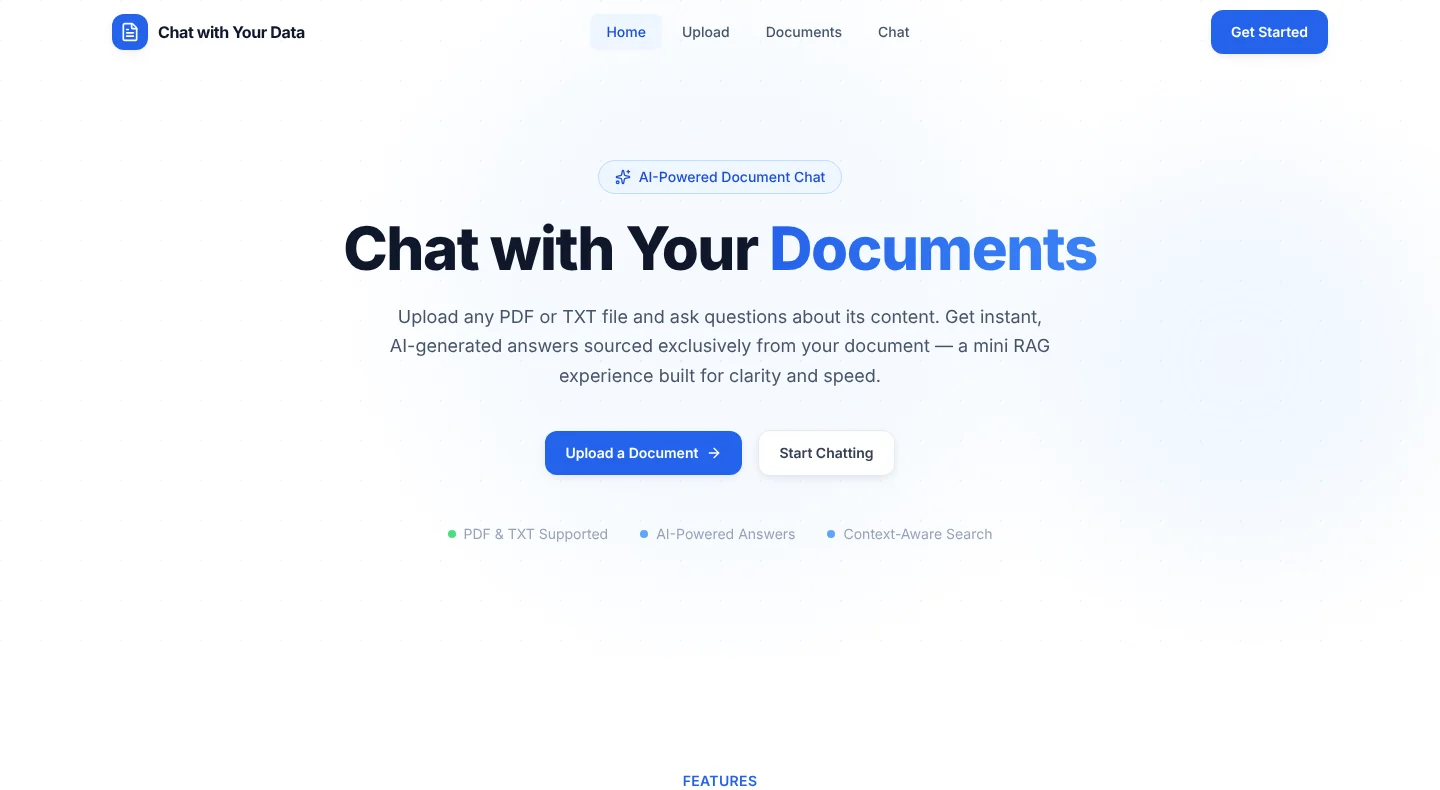 Chat with Your Data
Home
Upload
Documents
Chat
Get Started
AI-Powered Document Chat
Chat with Your Documents
Upload any PDF or TXT file and ask questions about its content. Get instant,
AI-generated answers sourced exclusively from your document — a mini RAG
experience built for clarity and speed.
Upload a Document →
Start Chatting
PDF & TXT Supported
AI-Powered Answers
Context-Aware Search
FEATURES